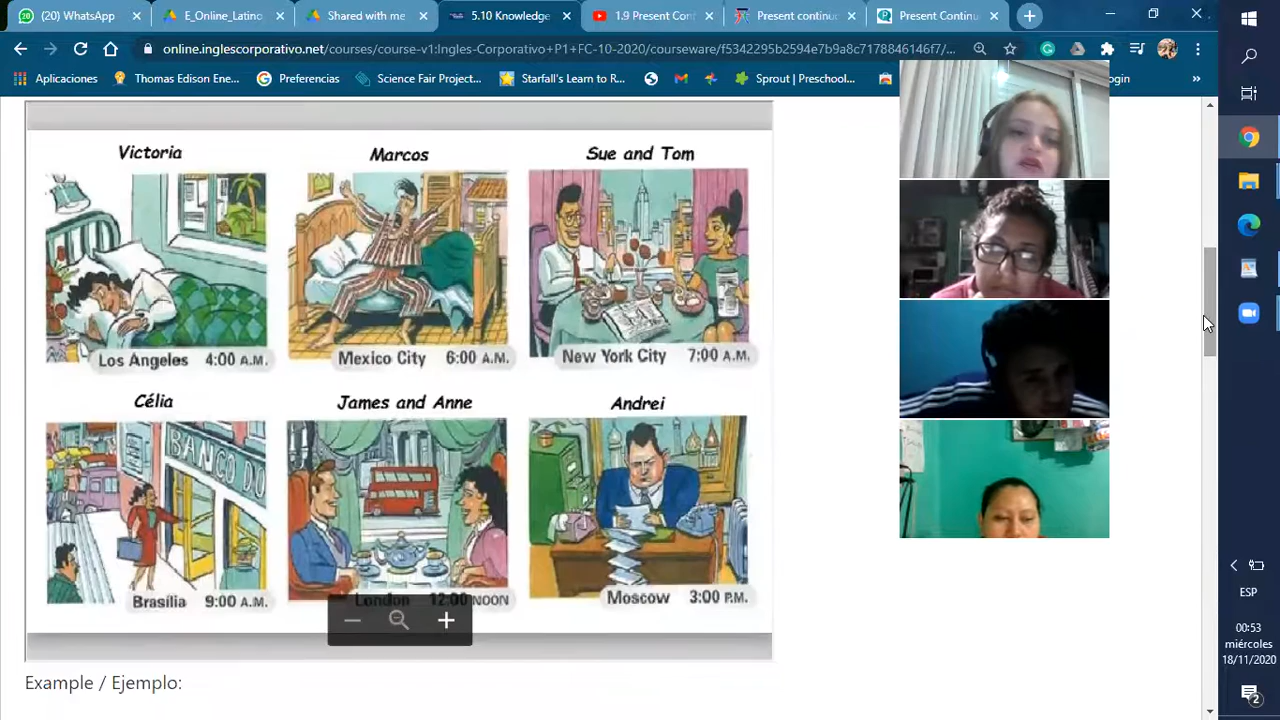 (20) WhatsApp
E_Online_Latino
Shared with me
5.10 Knowledge
1.9 Present Con
Present continuo
Present Continu
online.inglescorporativo.net/courses/course-v1:Ingles-Corporativo+P1+FC-10-2020/courseware/f5342295b2594e7b9a8c7178846146f7/...
Aplicaciones
Thomas Edison Ene...
Preferencias
Science Fair Project...
Starfall's Learn to R...
Sprout | Preschool...
ogin
»
Victoria
Marcos
Sue and Tom
Los Angeles 4:00 A.M.
Mexico City 6:00 A.M.
New York City 7:00 A.M.
Célia
James and Anne
Andrei
BANCO DO
Brasília 9:00 A.M.
London 12:00 NOON
Moscow 3:00 P.M.
Example / Ejemplo:
ESP
00:53
miércoles
18/11/2020
2